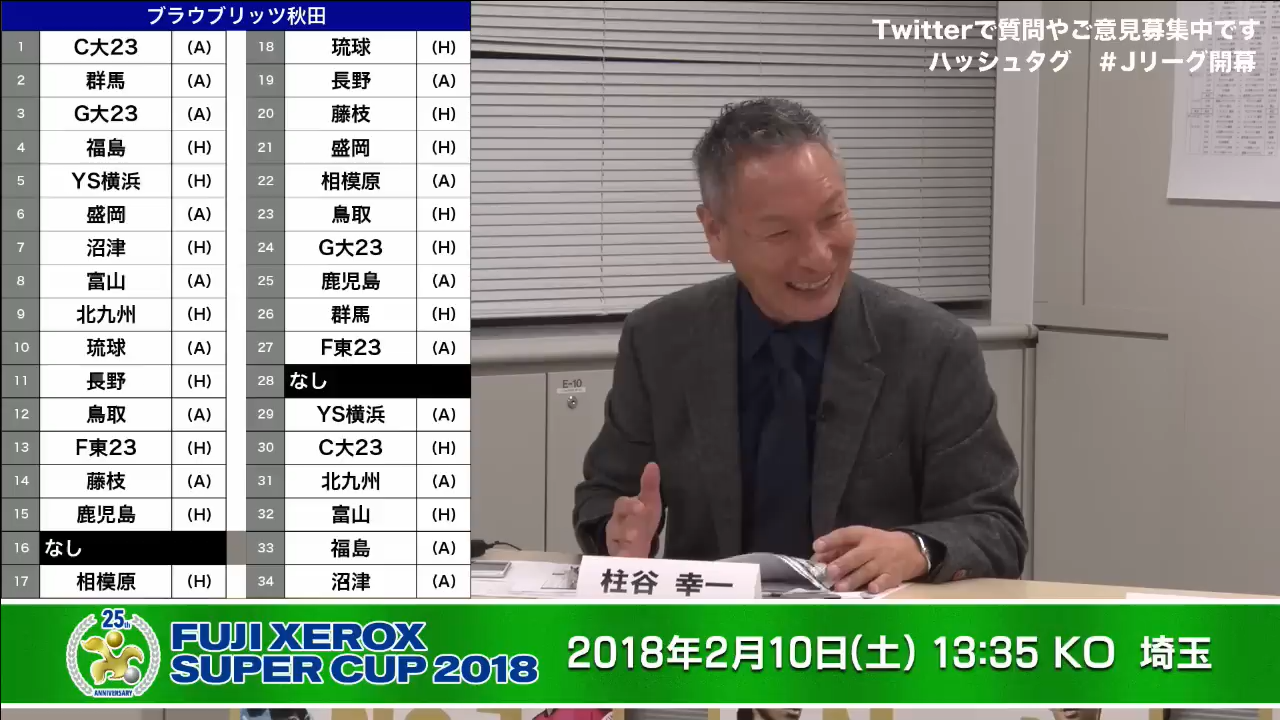 ブラウブリッツ秋田
1 C大23 (A)
2 群馬 (A)
3 G大23 (A)
4 福島 (H)
5 YS横浜 (H)
6 盛岡 (A)
7 沼津 (H)
8 富山 (A)
9 北九州 (H)
10 琉球 (A)
11 長野 (H)
12 鳥取 (A)
13 F東23 (H)
14 藤枝 (A)
15 鹿児島 (H)
16 なし
17 相模原 (H)
18 琉球 (H)
19 長野 (A)
20 藤枝 (H)
21 盛岡 (H)
22 相模原 (A)
23 鳥取 (H)
24 G大23 (H)
25 鹿児島 (A)
26 群馬 (H)
27 F東23 (A)
28 なし
29 YS横浜 (A)
30 C大23 (H)
31 北九州 (A)
32 富山 (H)
33 福島 (A)
34 沼津 (A)
Twitterで質問やご意見募集中です
ハッシュタグ #Jリーグ開幕
E-10
柱谷 幸一
25th
ANNIVERSARY
FUJI XEROX
SUPER CUP 2018
2018年2月10日(土) 13:35 KO 埼玉